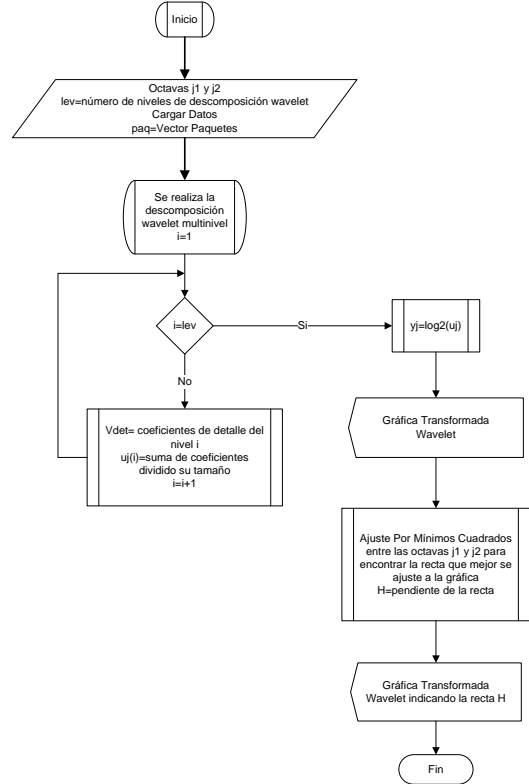 Inicio
Octavas j1 y j2
lev=número de niveles de descomposición wavelet
Cargar Datos
paq=Vector Paquetes
Se realiza la
descomposición
wavelet multinivel
i=1
i=lev
Si
yj=log2(uj)
No
Vdet= coeficientes de detalle del
nivel i
uj(i)=suma de coeficientes
dividido su tamaño
i=i+1
Gráfica Transformada
Wavelet
Ajuste Por Mínimos Cuadrados
entre las octavas j1 y j2 para
encontrar la recta que mejor se
ajuste a la gráfica
H=pendiente de la recta
Gráfica Transformada
Wavelet indicando la recta H
Fin